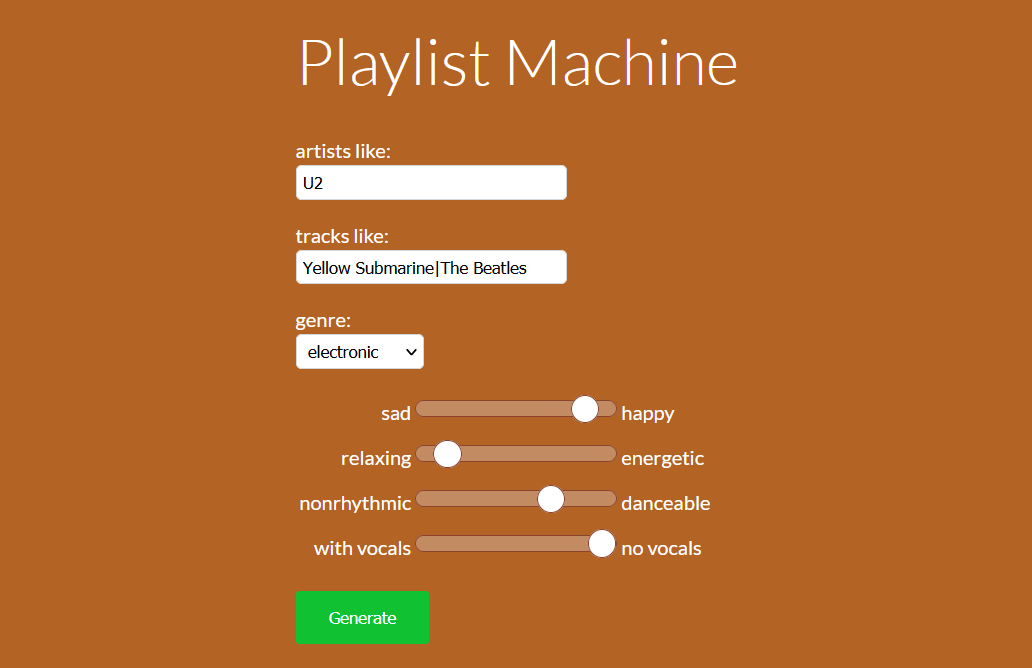 Playlist Machine
artists like:
U2
tracks like:
Yellow Submarine|The Beatles
genre:
electronic
sad happy
relaxing energetic
nonrhythmic danceable
with vocals no vocals
Generate